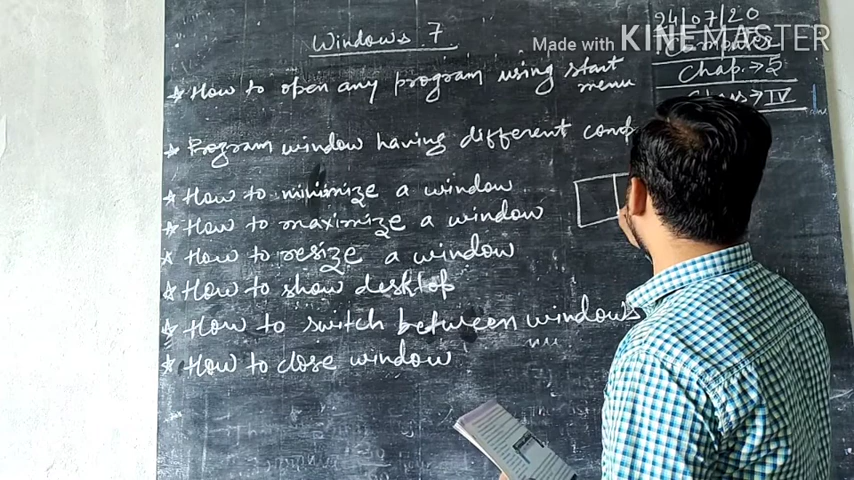 24/07/20
Made with KINEMASTER
Computer
Windows 7
Chap. → 5
Class → IV
* How to open any program using start
menu
* Program window having different comp
* How to minimize a window
* How to maximize a window
* How to resize a window
* How to show desktop
* How to switch between windows
* How to close window